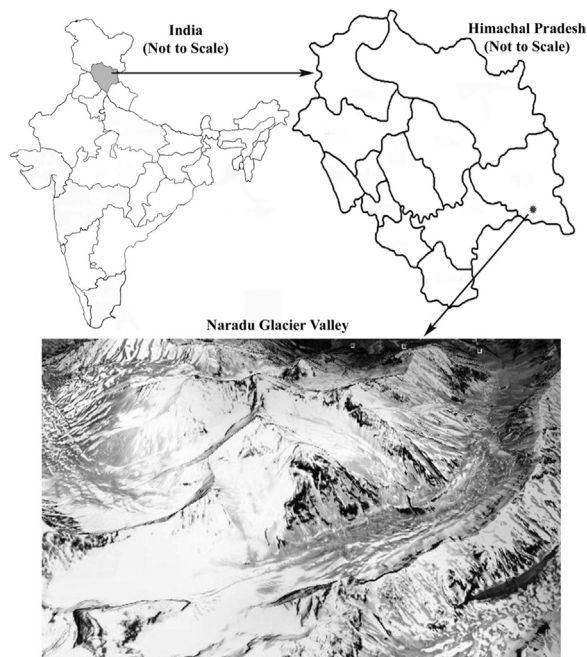 India
(Not to Scale)
Himachal Pradesh
(Not to Scale)
Naradu Glacier Valley